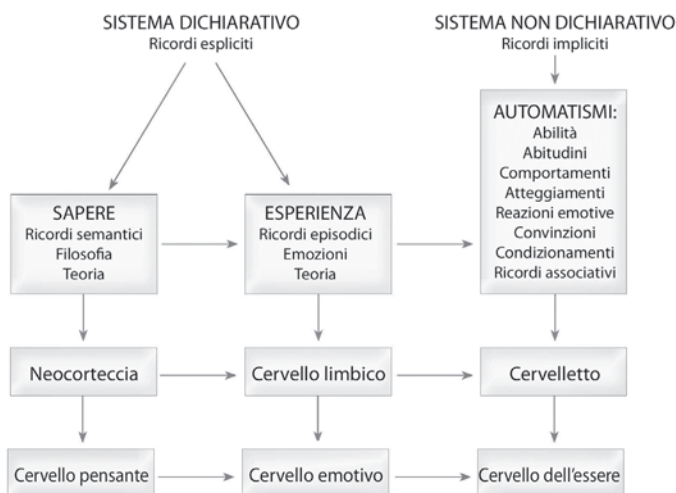 SISTEMA DICHIARATIVO
Ricordi espliciti
SISTEMA NON DICHIARATIVO
Ricordi impliciti
AUTOMATISMI:
Abilità
Abitudini
Comportamenti
Atteggiamenti
Reazioni emotive
Convinzioni
Condizionamenti
Ricordi associativi
SAPERE
Ricordi semantici
Filosofia
Teoria
ESPERIENZA
Ricordi episodici
Emozioni
Teoria
Neocorteccia
Cervello limbico
Cervelletto
Cervello pensante
Cervello emotivo
Cervello dell'essere